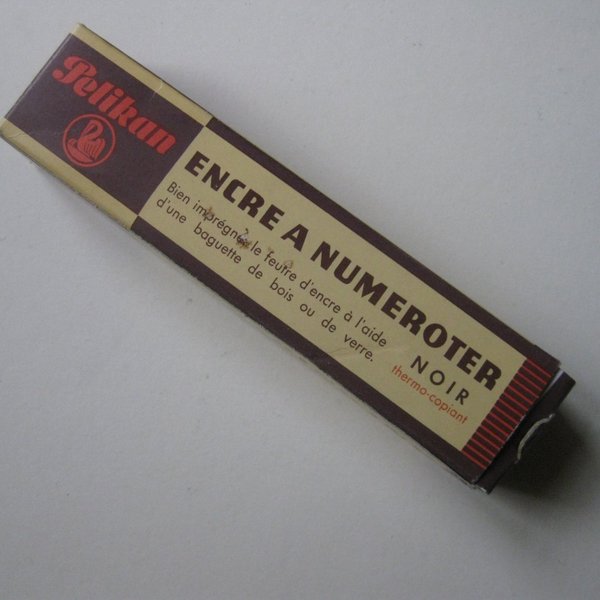 Pelikan
ENCRE A NUMEROTER
Bien imprégner le feutre d'encre à l'aide
d'une baguette de bois ou de verre.
NOIR
thermo-copiant